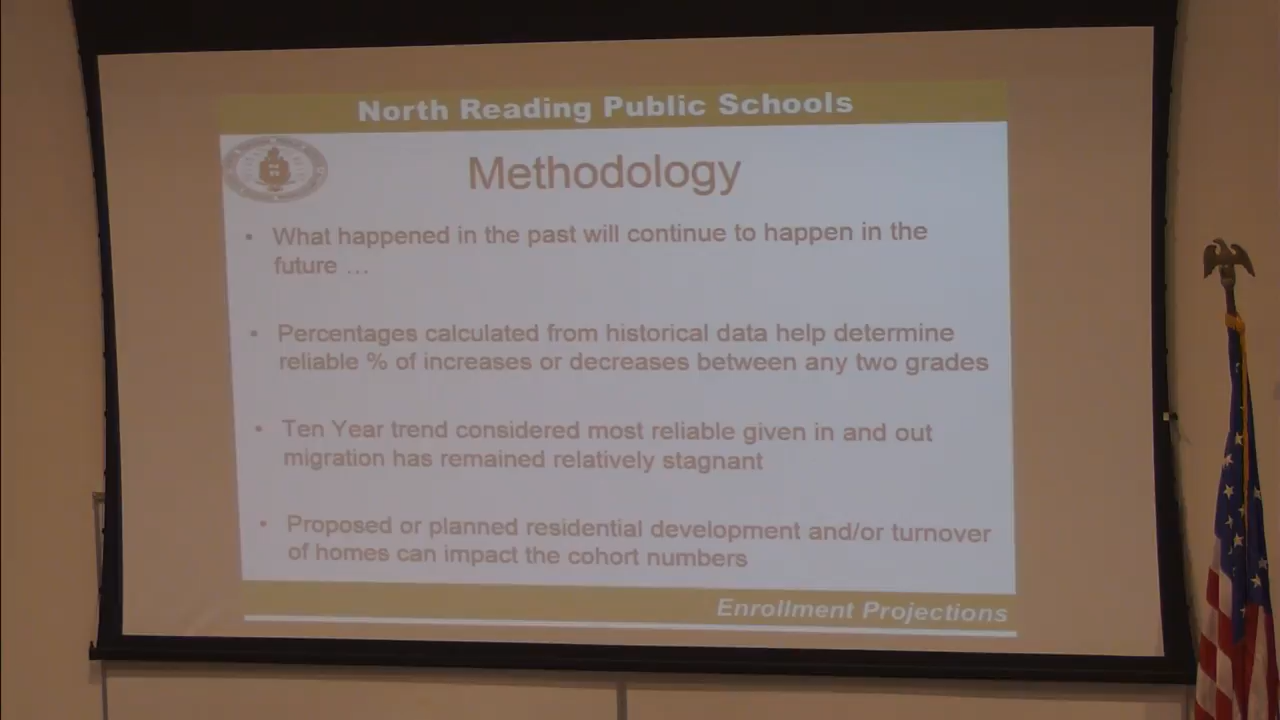 North Reading Public Schools
Methodology
• What happened in the past will continue to happen in the
future ...
• Percentages calculated from historical data help determine
reliable % of increases or decreases between any two grades
• Ten Year trend considered most reliable given in and out
migration has remained relatively stagnant
• Proposed or planned residential development and/or turnover
of homes can impact the cohort numbers
Enrollment Projections